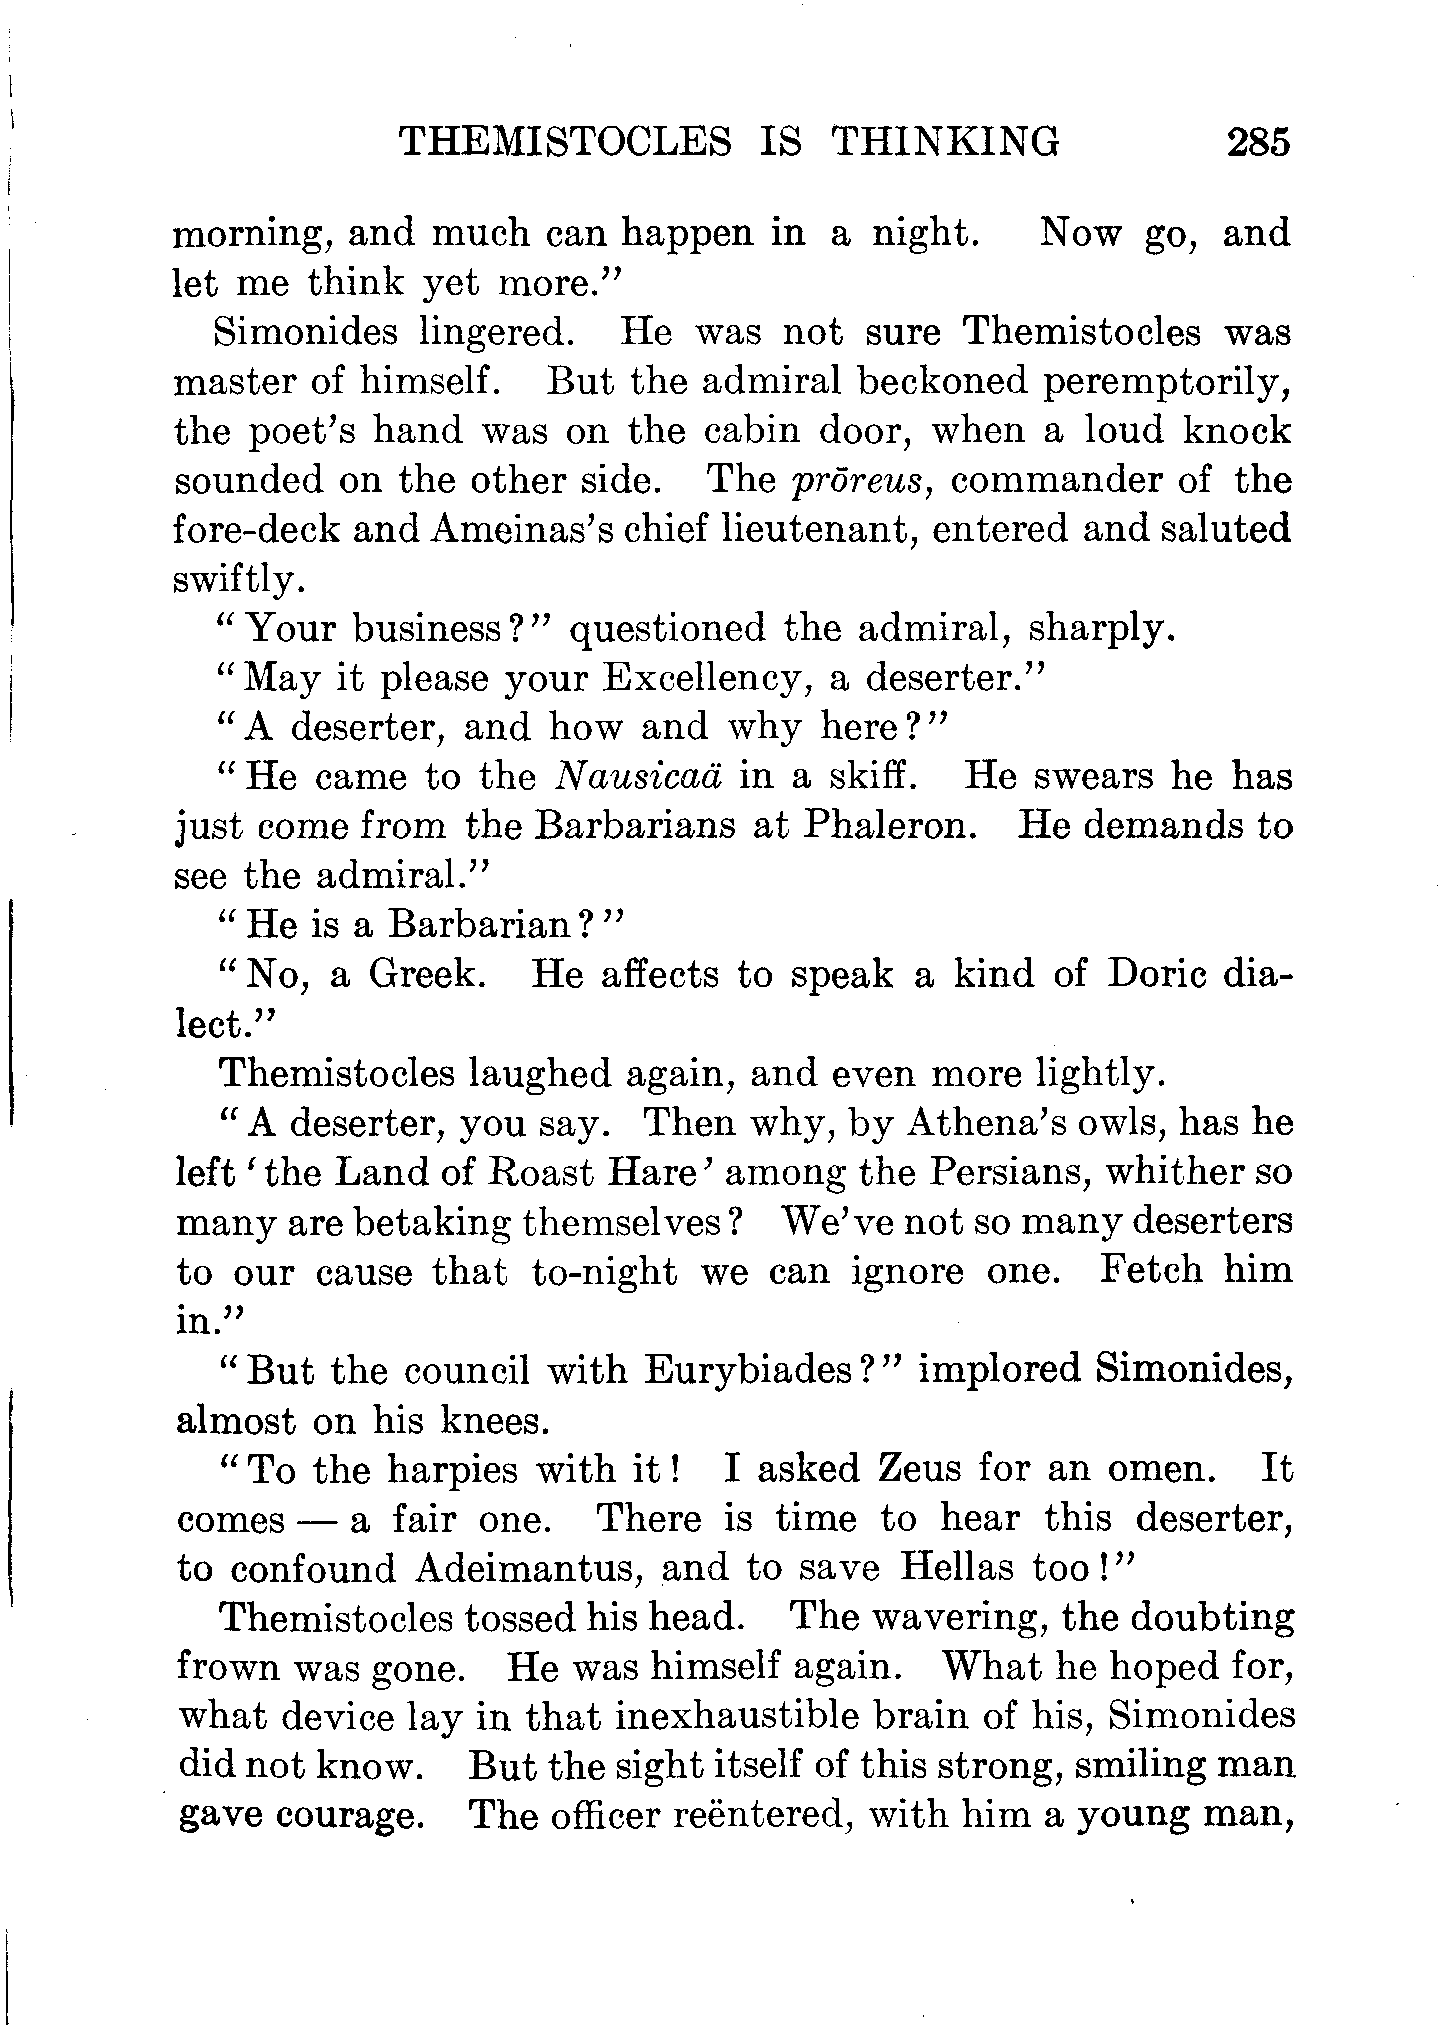 THEMISTOCLES IS THINKING 285
morning, and much can happen in a night. Now go, and
let me think yet more."
Simonides lingered. He was not sure Themistocles was
master of himself. But the admiral beckoned peremptorily,
the poet's hand was on the cabin door, when a loud knock
sounded on the other side. The prōreus, commander of the
fore-deck and Ameinas's chief lieutenant, entered and saluted
swiftly.
"Your business?" questioned the admiral, sharply.
"May it please your Excellency, a deserter."
"A deserter, and how and why here?"
"He came to the Nausicaä in a skiff. He swears he has
just come from the Barbarians at Phaleron. He demands to
see the admiral."
"He is a Barbarian?"
"No, a Greek. He affects to speak a kind of Doric dia-
lect."
Themistocles laughed again, and even more lightly.
"A deserter, you say. Then why, by Athena's owls, has he
left 'the Land of Roast Hare' among the Persians, whither so
many are betaking themselves? We've not so many deserters
to our cause that to-night we can ignore one. Fetch him
in."
"But the council with Eurybiades?" implored Simonides,
almost on his knees.
"To the harpies with it! I asked Zeus for an omen. It
comes — a fair one. There is time to hear this deserter,
to confound Adeimantus, and to save Hellas too!"
Themistocles tossed his head. The wavering, the doubting
frown was gone. He was himself again. What he hoped for,
what device lay in that inexhaustible brain of his, Simonides
did not know. But the sight itself of this strong, smiling man
gave courage. The officer reëntered, with him a young man,